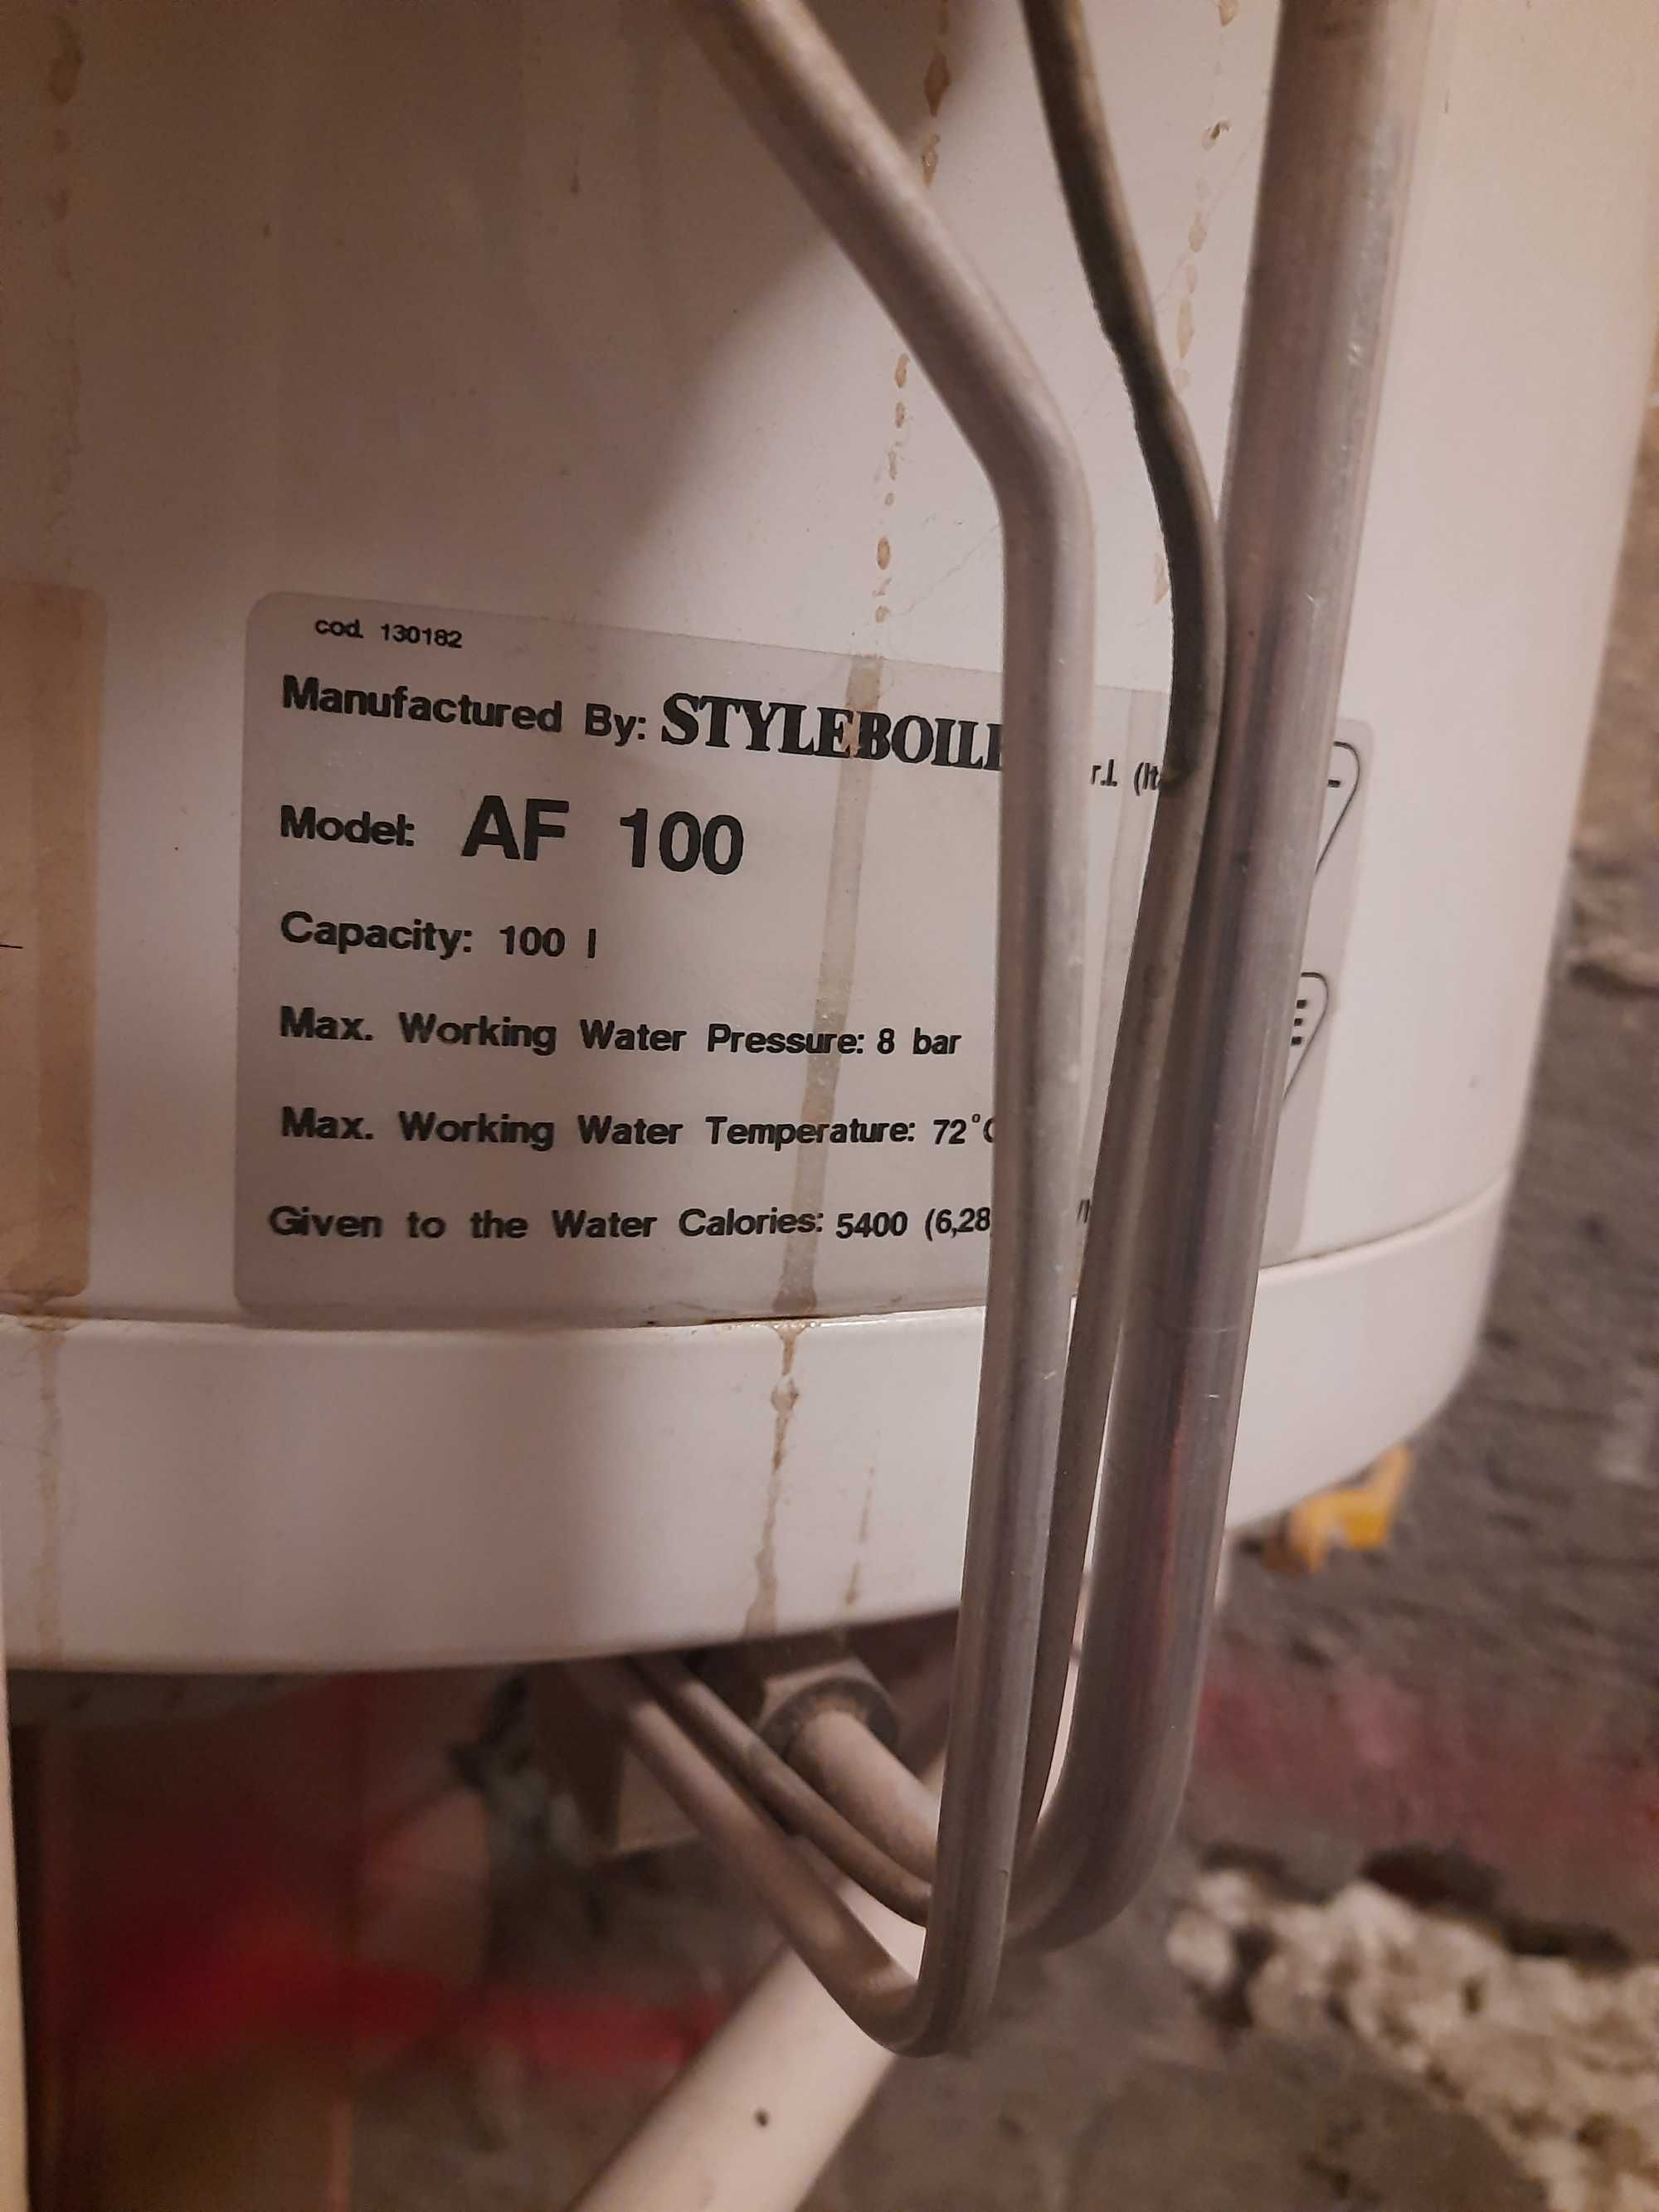 cod. 130182
Manufactured By: STYLEBOIL r.l. (It
Model: AF 100
Capacity: 100 l
Max. Working Water Pressure: 8 bar
Max. Working Water Temperature: 72°C
Given to the Water Calories: 5400 (6,28